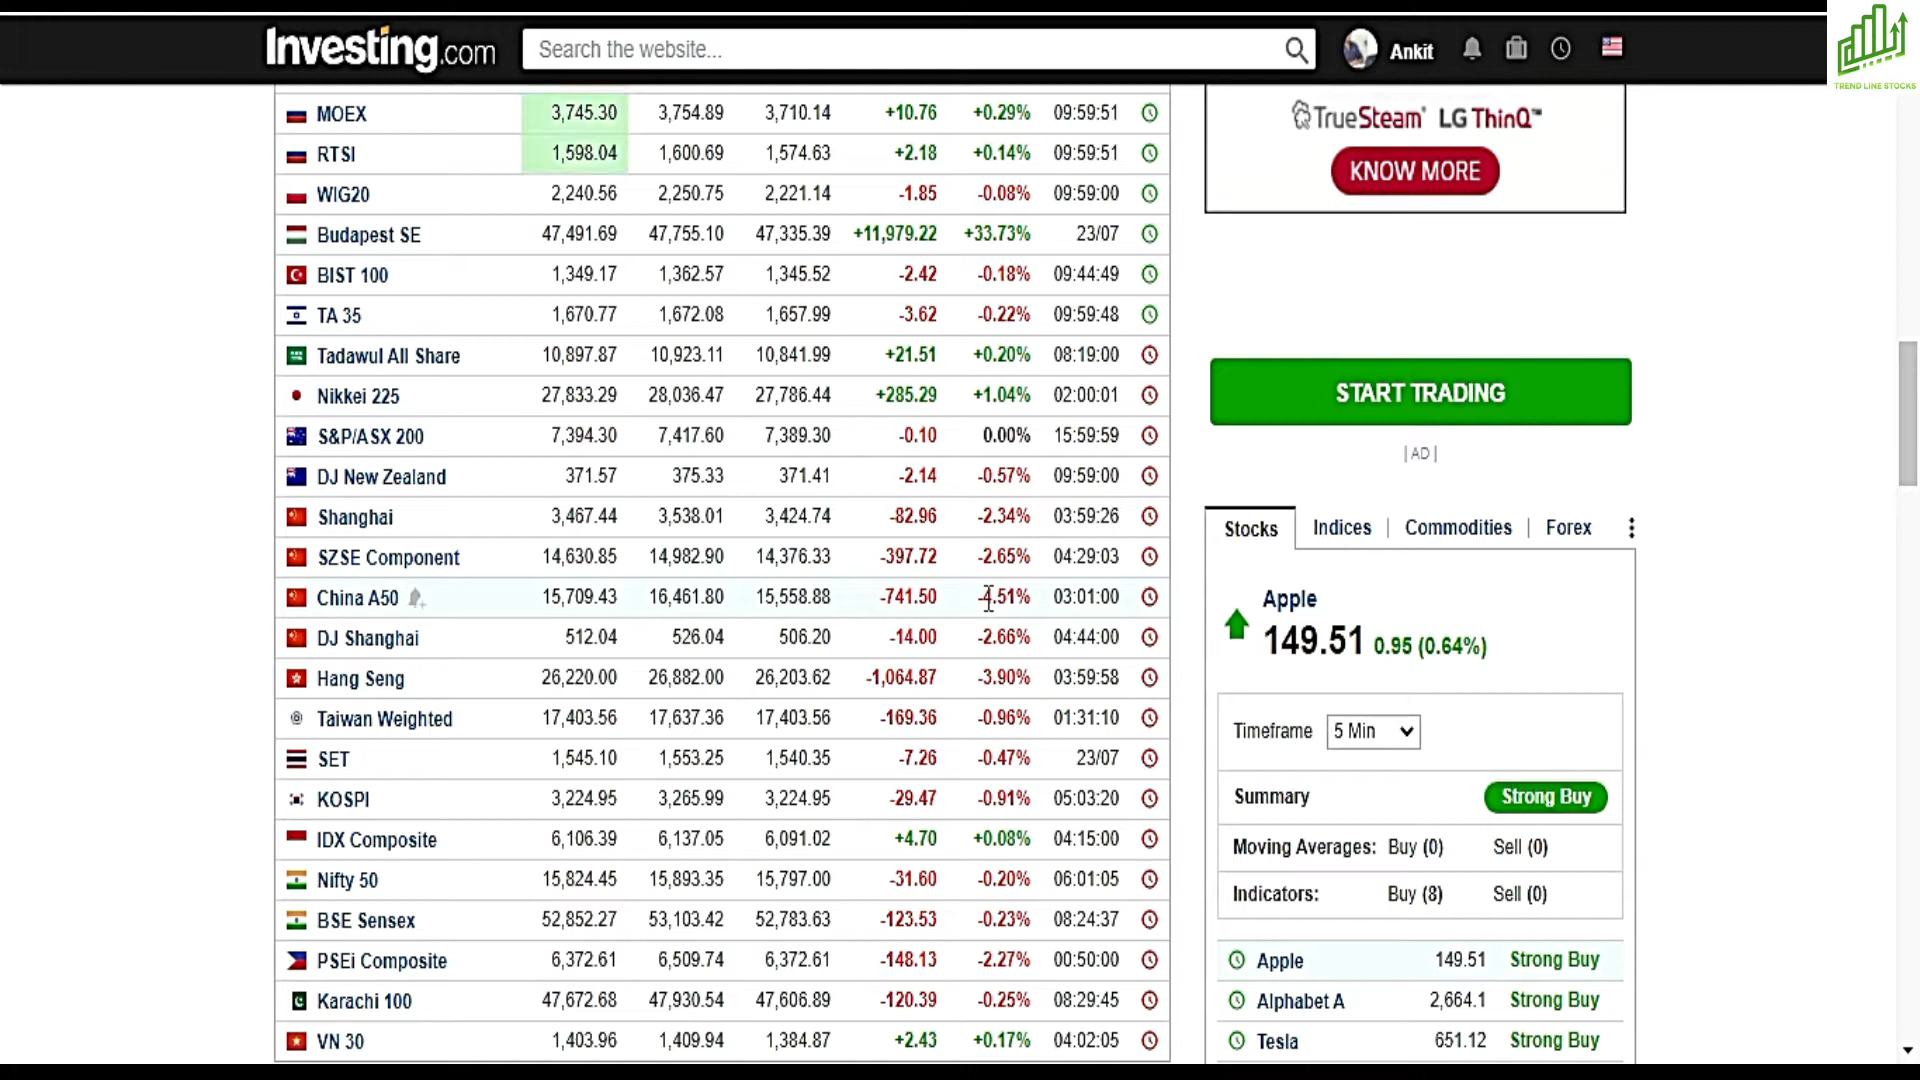 Investing.com
Search the website...
Ankit
TREND LINE STOCKS
MOEX 3,745.30 3,754.89 3,710.14 +10.76 +0.29% 09:59:51
RTSI 1,598.04 1,600.69 1,574.63 +2.18 +0.14% 09:59:51
WIG20 2,240.56 2,250.75 2,221.14 -1.85 -0.08% 09:59:00
Budapest SE 47,491.69 47,755.10 47,335.39 +11,979.22 +33.73% 23/07
BIST 100 1,349.17 1,362.57 1,345.52 -2.42 -0.18% 09:44:49
TA 35 1,670.77 1,672.08 1,657.99 -3.62 -0.22% 09:59:48
Tadawul All Share 10,897.87 10,923.11 10,841.99 +21.51 +0.20% 08:19:00
Nikkei 225 27,833.29 28,036.47 27,786.44 +285.29 +1.04% 02:00:01
S&P/ASX 200 7,394.30 7,417.60 7,389.30 -0.10 0.00% 15:59:59
DJ New Zealand 371.57 375.33 371.41 -2.14 -0.57% 09:59:00
Shanghai 3,467.44 3,538.01 3,424.74 -82.96 -2.34% 03:59:26
SZSE Component 14,630.85 14,982.90 14,376.33 -397.72 -2.65% 04:29:03
China A50 15,709.43 16,461.80 15,558.88 -741.50 -4.51% 03:01:00
DJ Shanghai 512.04 526.04 506.20 -14.00 -2.66% 04:44:00
Hang Seng 26,220.00 26,882.00 26,203.62 -1,064.87 -3.90% 03:59:58
Taiwan Weighted 17,403.56 17,637.36 17,403.56 -169.36 -0.96% 01:31:10
SET 1,545.10 1,553.25 1,540.35 -7.26 -0.47% 23/07
KOSPI 3,224.95 3,265.99 3,224.95 -29.47 -0.91% 05:03:20
IDX Composite 6,106.39 6,137.05 6,091.02 +4.70 +0.08% 04:15:00
Nifty 50 15,824.45 15,893.35 15,797.00 -31.60 -0.20% 06:01:05
BSE Sensex 52,852.27 53,103.42 52,783.63 -123.53 -0.23% 08:24:37
PSEi Composite 6,372.61 6,509.74 6,372.61 -148.13 -2.27% 00:50:00
Karachi 100 47,672.68 47,930.54 47,606.89 -120.39 -0.25% 08:29:45
VN 30 1,403.96 1,409.94 1,384.87 +2.43 +0.17% 04:02:05
TrueSteam® LG ThinQ™
KNOW MORE
START TRADING
| AD |
Stocks Indices | Commodities | Forex
Apple
149.51 0.95 (0.64%)
Timeframe 5 Min
Summary Strong Buy
Moving Averages: Buy (0) Sell (0)
Indicators: Buy (8) Sell (0)
Apple 149.51 Strong Buy
Alphabet A 2,664.1 Strong Buy
Tesla 651.12 Strong Buy